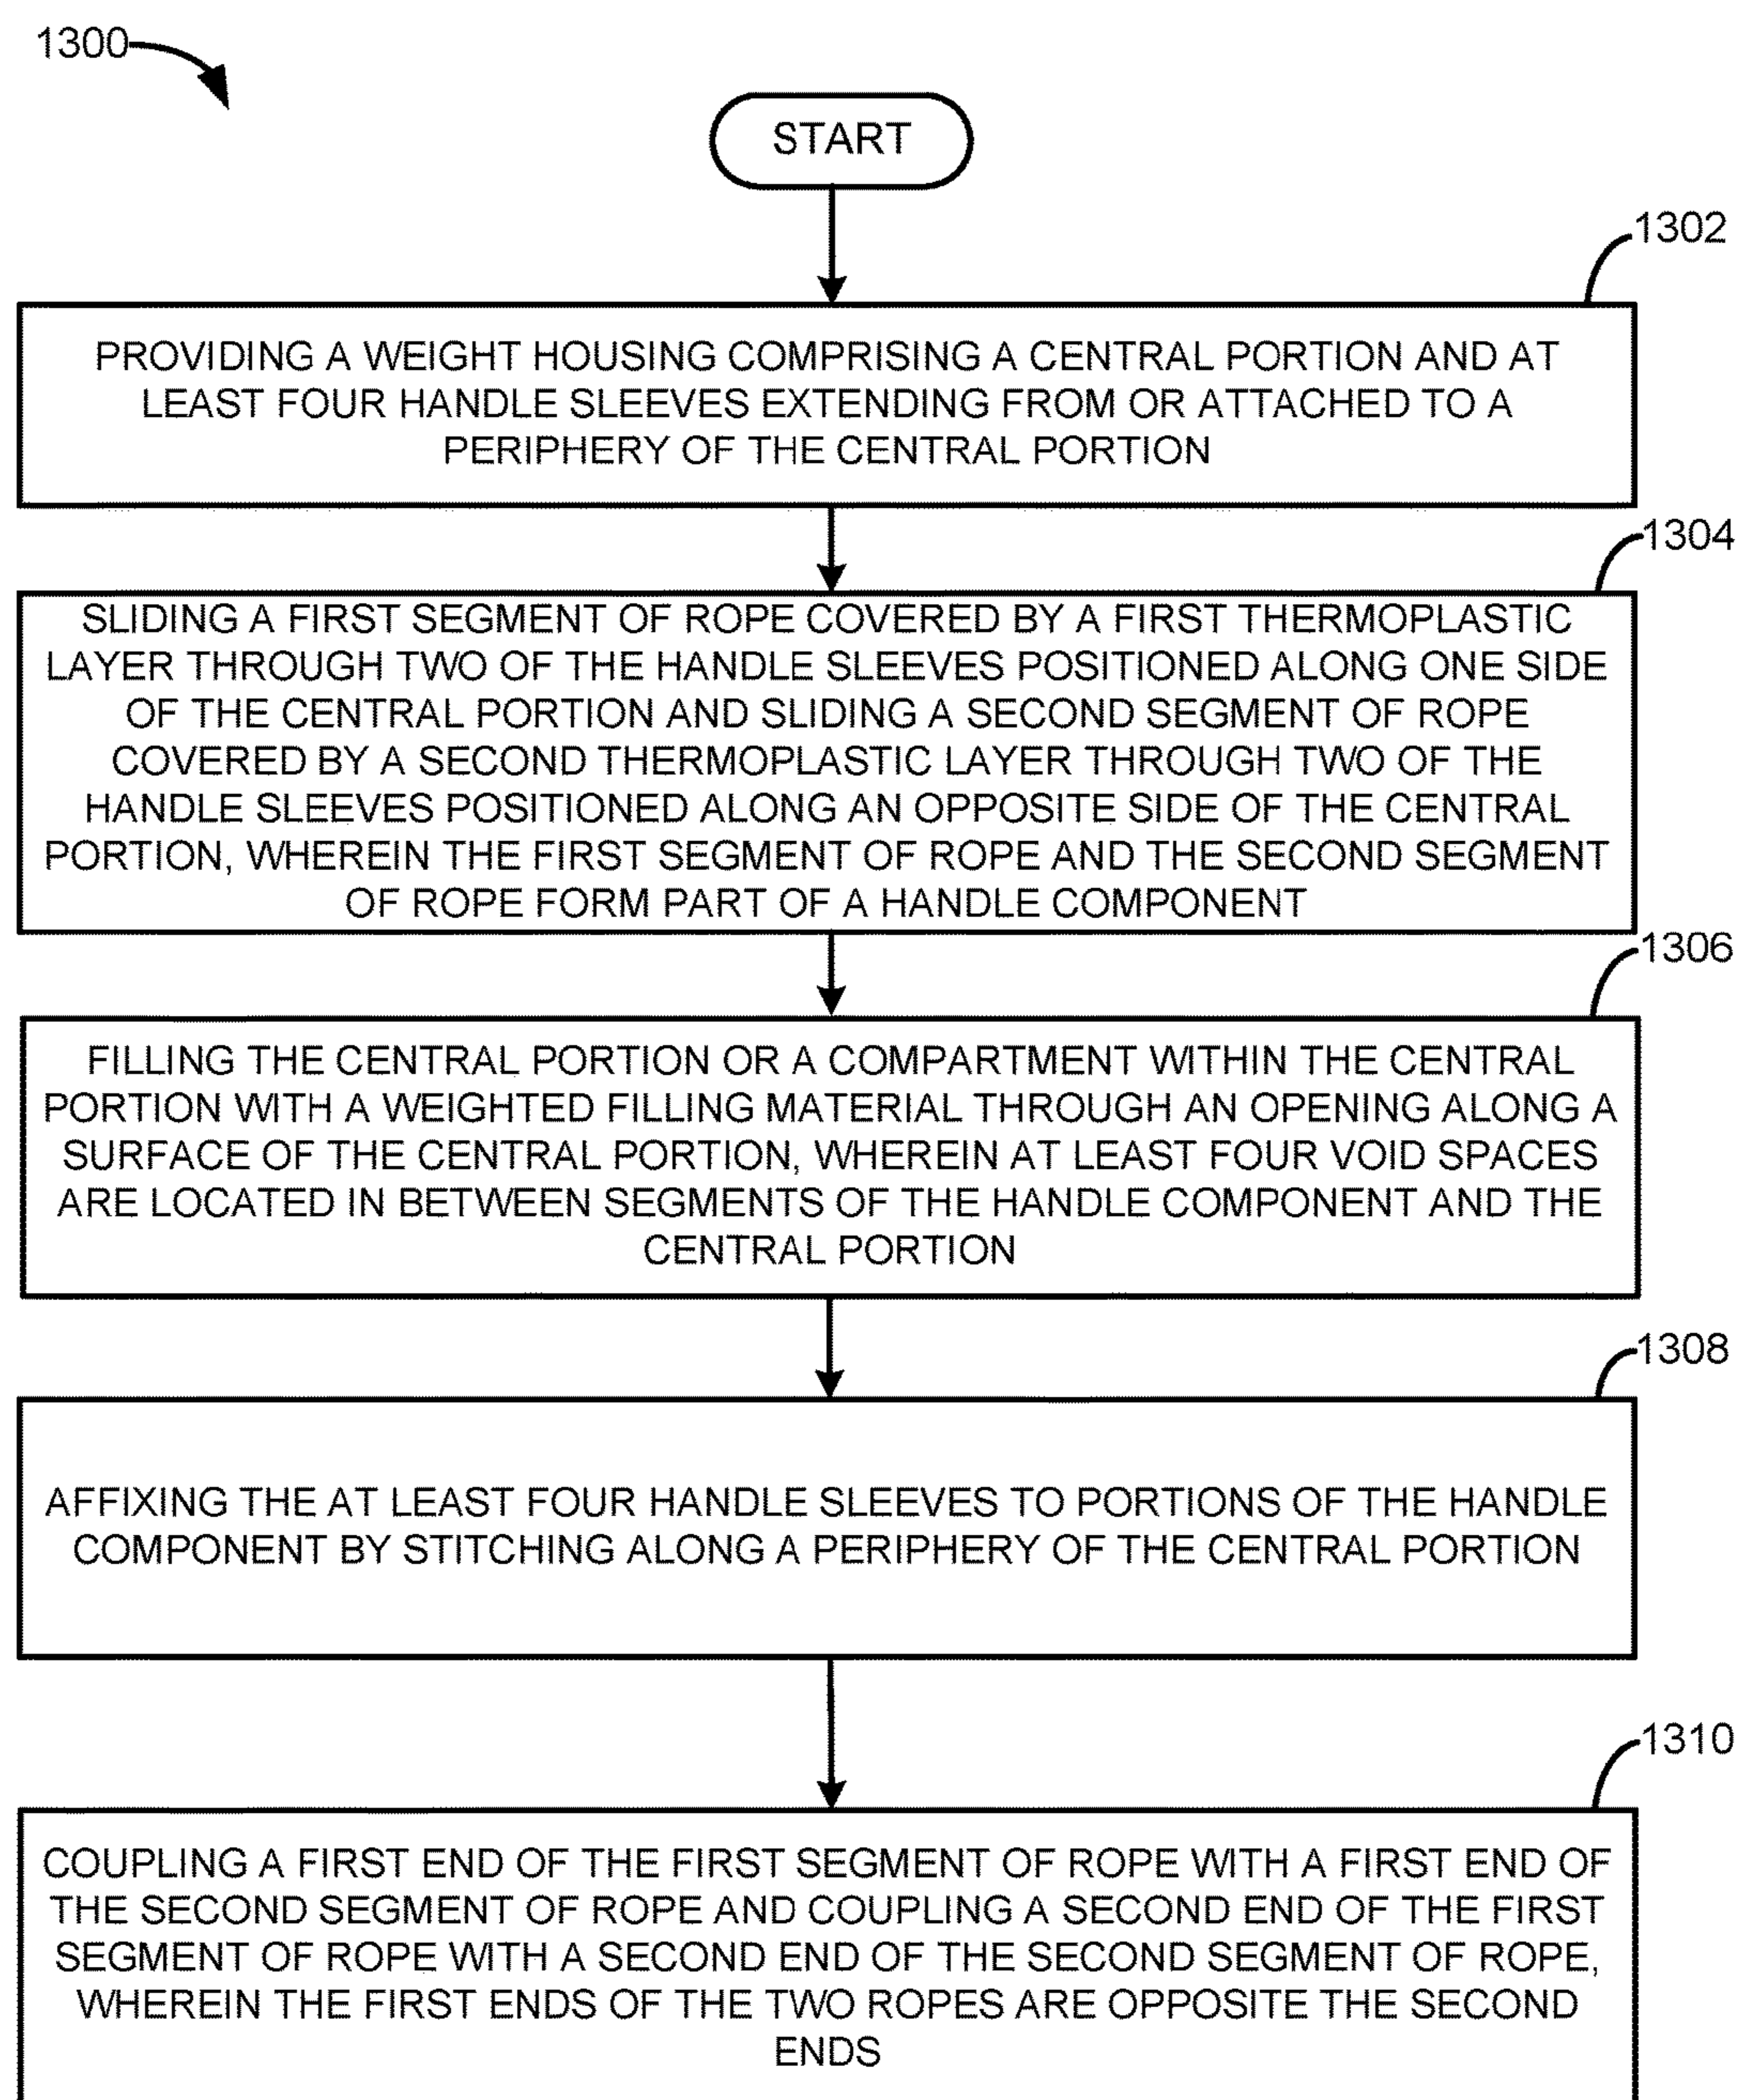 1300
START
1302
PROVIDING A WEIGHT HOUSING COMPRISING A CENTRAL PORTION AND AT
LEAST FOUR HANDLE SLEEVES EXTENDING FROM OR ATTACHED TO A
PERIPHERY OF THE CENTRAL PORTION
1304
SLIDING A FIRST SEGMENT OF ROPE COVERED BY A FIRST THERMOPLASTIC
LAYER THROUGH TWO OF THE HANDLE SLEEVES POSITIONED ALONG ONE SIDE
OF THE CENTRAL PORTION AND SLIDING A SECOND SEGMENT OF ROPE
COVERED BY A SECOND THERMOPLASTIC LAYER THROUGH TWO OF THE
HANDLE SLEEVES POSITIONED ALONG AN OPPOSITE SIDE OF THE CENTRAL
PORTION, WHEREIN THE FIRST SEGMENT OF ROPE AND THE SECOND SEGMENT
OF ROPE FORM PART OF A HANDLE COMPONENT
1306
FILLING THE CENTRAL PORTION OR A COMPARTMENT WITHIN THE CENTRAL
PORTION WITH A WEIGHTED FILLING MATERIAL THROUGH AN OPENING ALONG A
SURFACE OF THE CENTRAL PORTION, WHEREIN AT LEAST FOUR VOID SPACES
ARE LOCATED IN BETWEEN SEGMENTS OF THE HANDLE COMPONENT AND THE
CENTRAL PORTION
1308
AFFIXING THE AT LEAST FOUR HANDLE SLEEVES TO PORTIONS OF THE HANDLE
COMPONENT BY STITCHING ALONG A PERIPHERY OF THE CENTRAL PORTION
1310
COUPLING A FIRST END OF THE FIRST SEGMENT OF ROPE WITH A FIRST END OF
THE SECOND SEGMENT OF ROPE AND COUPLING A SECOND END OF THE FIRST
SEGMENT OF ROPE WITH A SECOND END OF THE SECOND SEGMENT OF ROPE,
WHEREIN THE FIRST ENDS OF THE TWO ROPES ARE OPPOSITE THE SECOND
ENDS